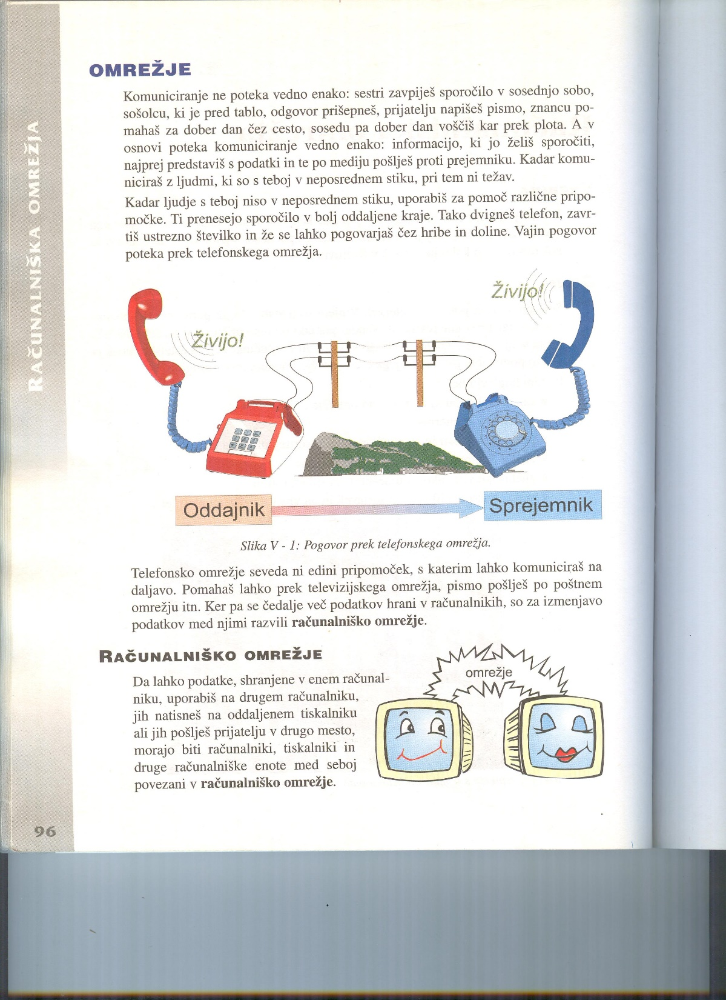 RAČUNALNIŠKA OMREŽJA
OMREŽJE
Komuniciranje ne poteka vedno enako: sestri zavpiješ sporočilo v sosednjo sobo,
sošolcu, ki je pred tablo, odgovor prišepneš, prijatelju napišeš pismo, znancu po-
mahaš za dober dan čez cesto, sosedu pa dober dan voščiš kar prek plota. A v
osnovi poteka komuniciranje vedno enako: informacijo, ki jo želiš sporočiti,
najprej predstaviš s podatki in te po mediju pošlješ proti prejemniku. Kadar komu-
niciraš z ljudmi, ki so s teboj v neposrednem stiku, pri tem ni težav.
Kadar ljudje s teboj niso v neposrednem stiku, uporabiš za pomoč različne pripo-
močke. Ti prenesejo sporočilo v bolj oddaljene kraje. Tako dvigneš telefon, zavr-
tiš ustrezno številko in že se lahko pogovarjaš čez hribe in doline. Vajin pogovor
poteka prek telefonskega omrežja.
Živijo!
Živijo!
Oddajnik
Sprejemnik
Slika V - 1: Pogovor prek telefonskega omrežja.
Telefonsko omrežje seveda ni edini pripomoček, s katerim lahko komuniciraš na
daljavo. Pomahaš lahko prek televizijskega omrežja, pismo pošlješ po poštnem
omrežju itn. Ker pa se čedalje več podatkov hrani v računalnikih, so za izmenjavo
podatkov med njimi razvili računalniško omrežje.
RAČUNALNIŠKO OMREŽJE
Da lahko podatke, shranjene v enem računal-
niku, uporabiš na drugem računalniku,
jih natisneš na oddaljenem tiskalniku
ali jih pošlješ prijatelju v drugo mesto,
morajo biti računalniki, tiskalniki in
druge računalniške enote med seboj
povezani v računalniško omrežje.
omrežje
96